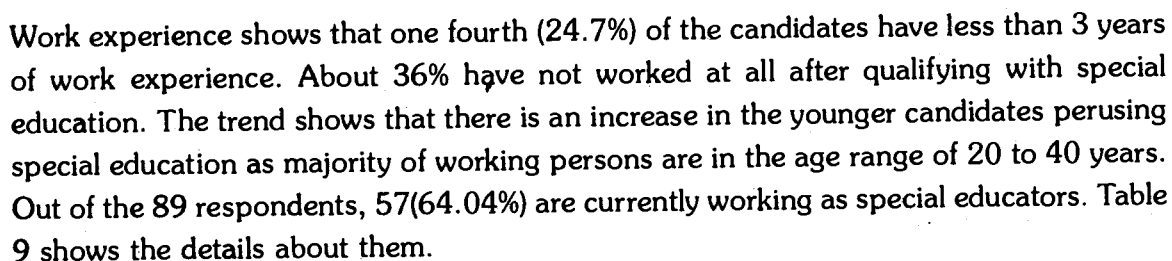 Work experience shows that one fourth (24.7%) of the candidates have less than 3 years
of work experience. About 36% have not worked at all after qualifying with special
education. The trend shows that there is an increase in the younger candidates perusing
special education as majority of working persons are in the age range of 20 to 40 years.
Out of the 89 respondents, 57(64.04%) are currently working as special educators. Table
9 shows the details about them.